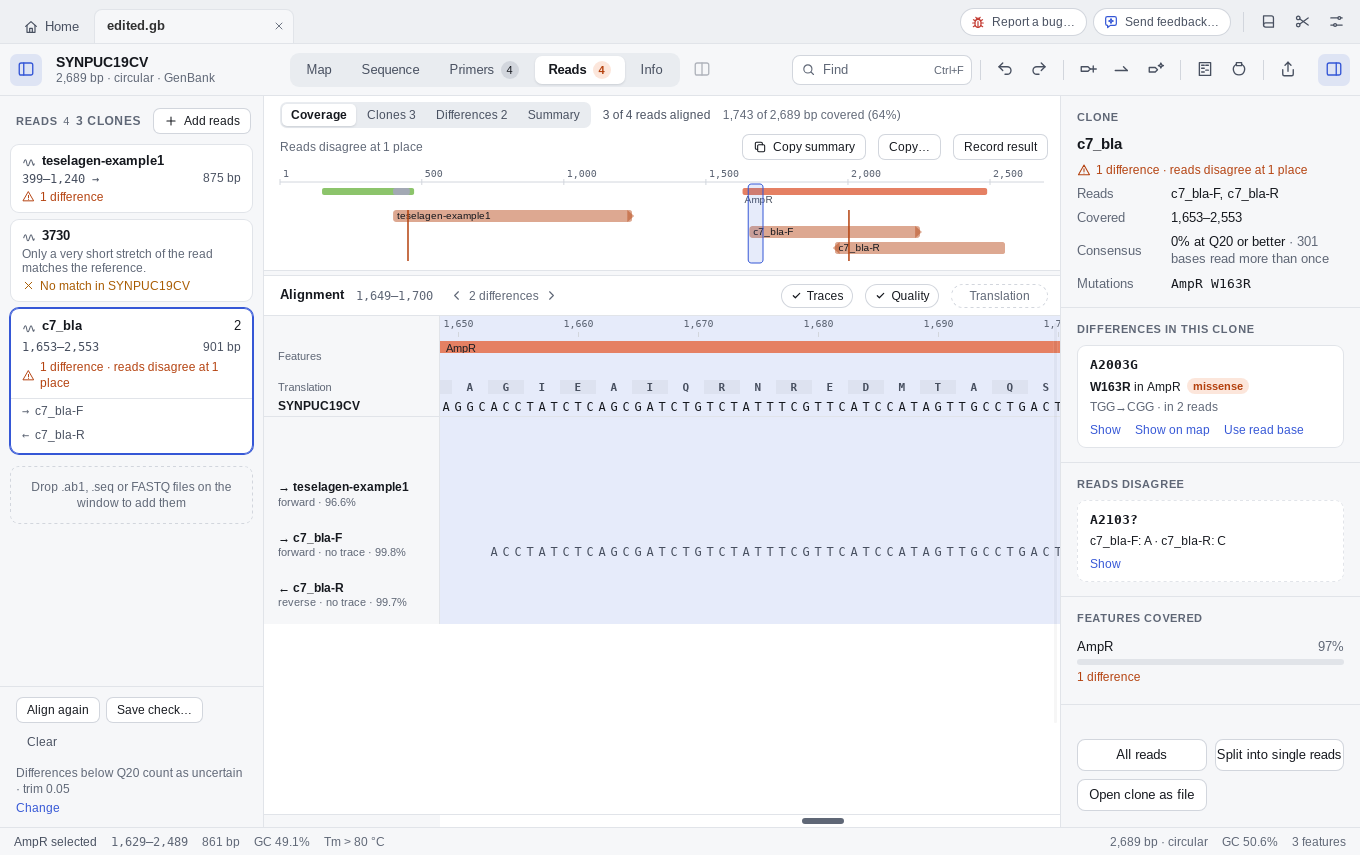 Home
edited.gb
Report a bug…
Send feedback…
SYNPUC19CV
2,689 bp · circular · GenBank
Map
Sequence
Primers 4
Reads 4
Info
Find
Ctrl+F
READS 4 3 CLONES
Add reads
teselagen-example1
399–1,240 → 875 bp
1 difference
3730
Only a very short stretch of the read
matches the reference.
No match in SYNPUC19CV
c7_bla 2
1,653–2,553 901 bp
1 difference · reads disagree at 1
place
→ c7_bla-F
← c7_bla-R
Drop .ab1, .seq or FASTQ files on the
window to add them
Align again
Save check…
Clear
Differences below Q20 count as uncertain
· trim 0.05
Change
Coverage
Clones 3
Differences 2
Summary
3 of 4 reads aligned
1,743 of 2,689 bp covered (64%)
Reads disagree at 1 place
Copy summary
Copy…
Record result
1
500
1,000
1,500
2,000
2,500
AmpR
teselagen-example1
c7_bla-F
c7_bla-R
Alignment
1,649–1,700
2 differences
Traces
Quality
Translation
1,650
1,660
1,670
1,680
1,690
1,7
Features
AmpR
Translation
A G I E A I Q R N R E D M T A Q S
SYNPUC19CV
AGGCACCTATCTCAGCGATCTGTCTATTTCGTTCATCCATAGTTGCCTGACT
→ teselagen-example1
forward · 96.6%
→ c7_bla-F
forward · no trace · 99.8%
ACCTATCTCAGCGATCTGTCTATTTCGTTCATCCATAGTTGCCTGACT
← c7_bla-R
reverse · no trace · 99.7%
CLONE
c7_bla
1 difference · reads disagree at 1 place
Reads c7_bla-F, c7_bla-R
Covered 1,653–2,553
Consensus 0% at Q20 or better · 301
bases read more than once
Mutations AmpR W163R
DIFFERENCES IN THIS CLONE
A2003G
W163R in AmpR missense
TGG→CGG · in 2 reads
Show
Show on map
Use read base
READS DISAGREE
A2103?
c7_bla-F: A · c7_bla-R: C
Show
FEATURES COVERED
AmpR 97%
1 difference
All reads
Split into single reads
Open clone as file
AmpR selected
1,629–2,489
861 bp
GC 49.1%
Tm > 80 °C
2,689 bp · circular
GC 50.6%
3 features